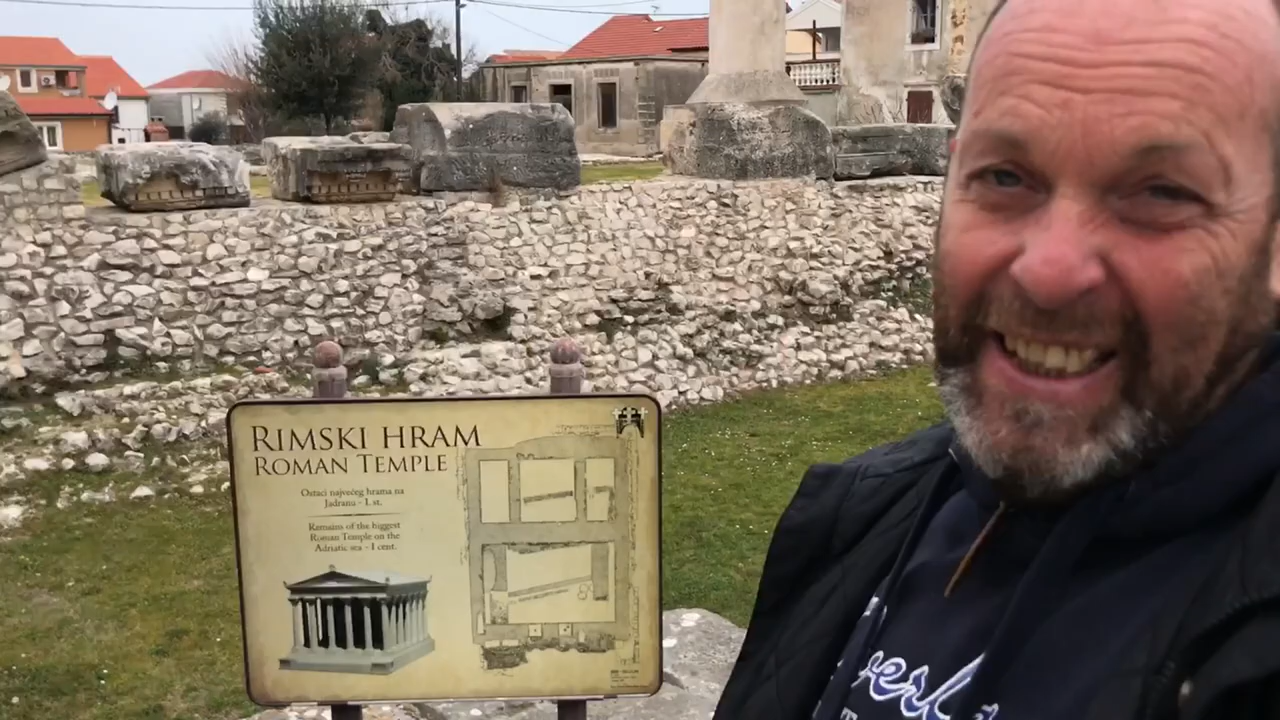 RIMSKI HRAM
ROMAN TEMPLE
Ostaci najvećeg hrama na
Jadranu - I. st.
Remains of the biggest
Roman Temple on the
Adriatic sea - I cent.